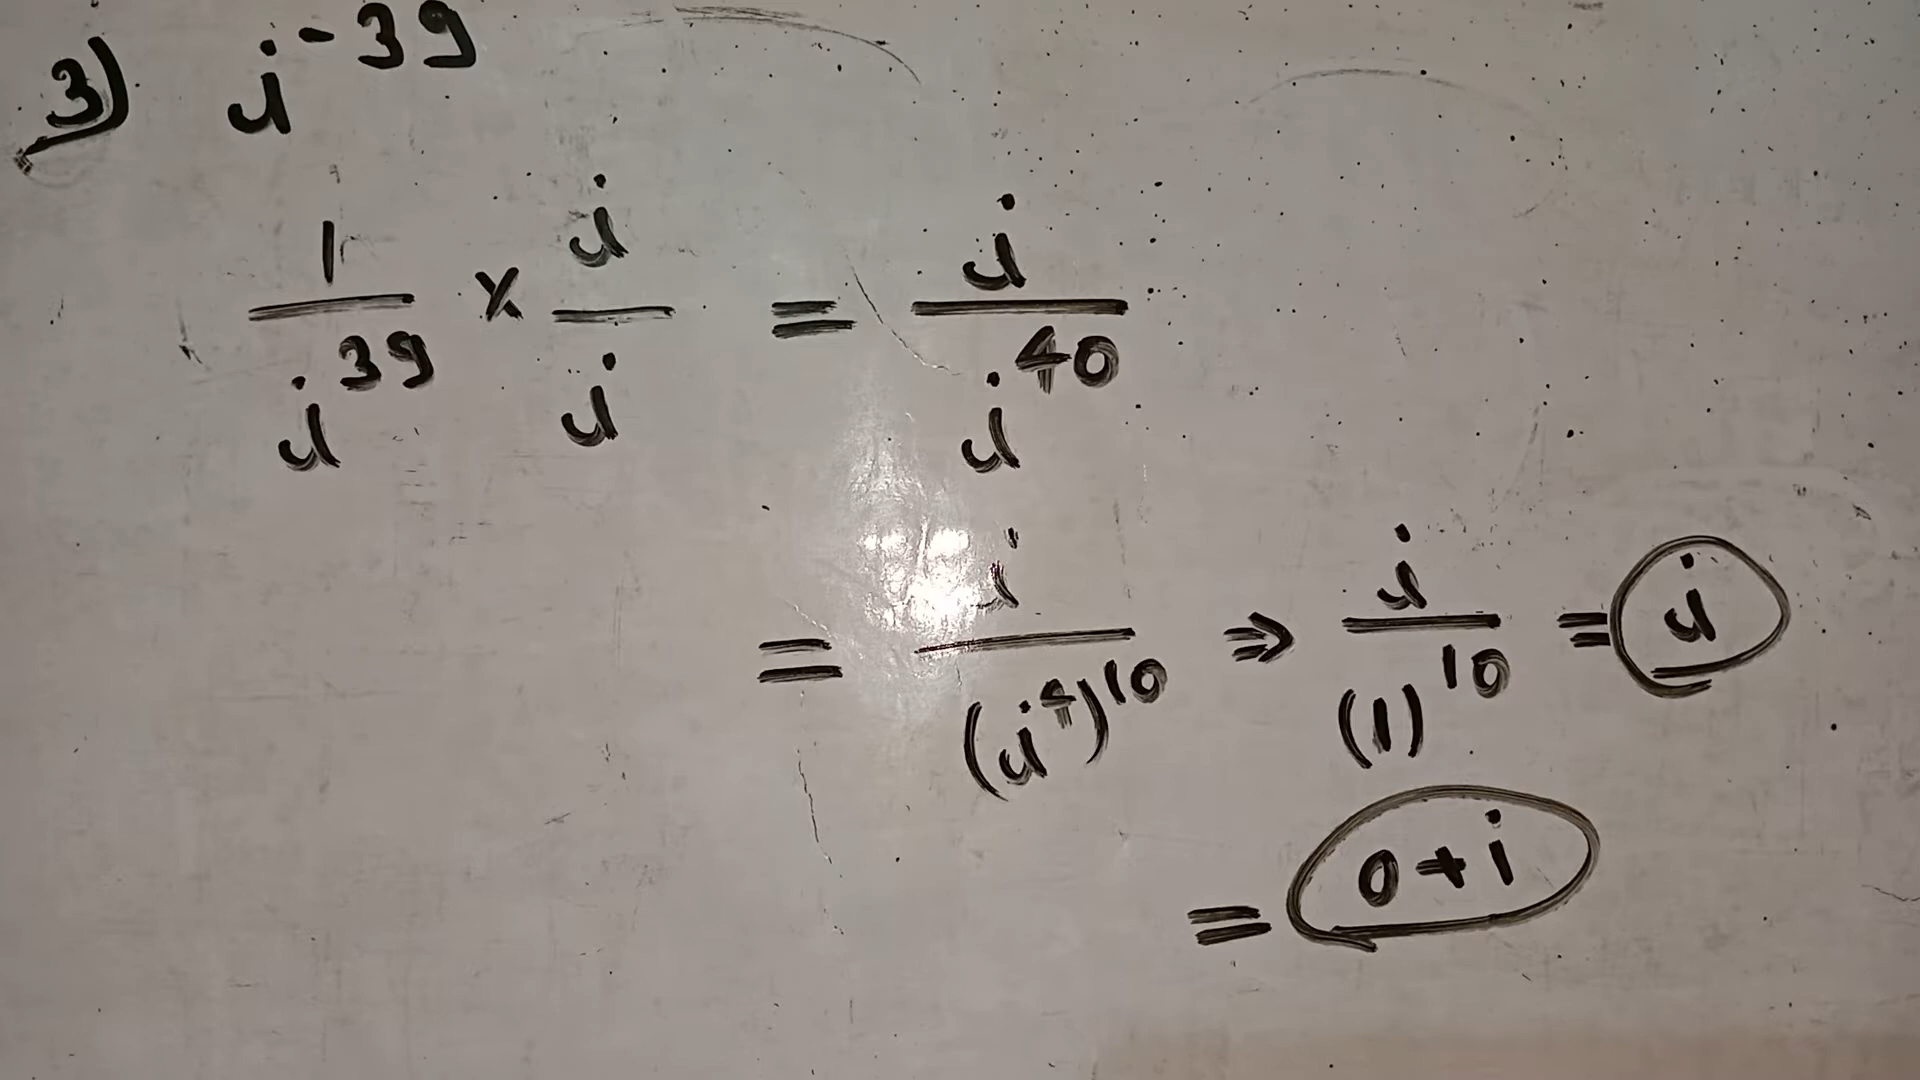 3) i^-39
1/i^39 × i/i = i/i^40
= i/(i^4)^10 ⇒ i/(1)^10 = i
= 0+i